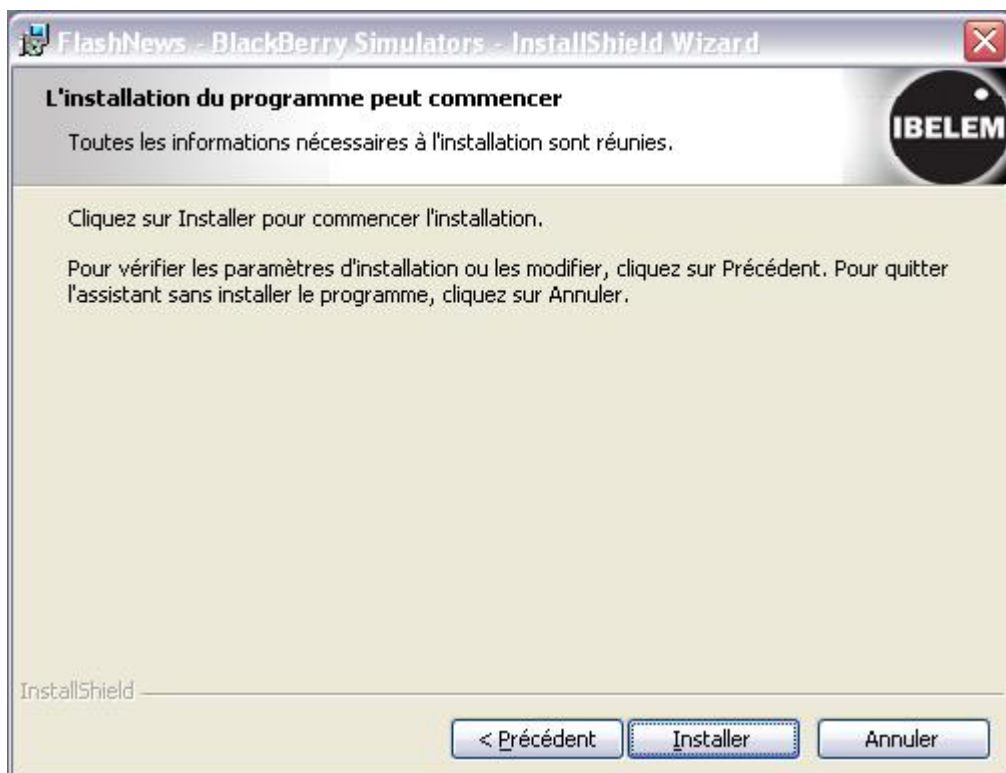 FlashNews - BlackBerry Simulators - InstallShield Wizard
L'installation du programme peut commencer
Toutes les informations nécessaires à l'installation sont réunies.
IBELEM
Cliquez sur Installer pour commencer l'installation.
Pour vérifier les paramètres d'installation ou les modifier, cliquez sur Précédent. Pour quitter
l'assistant sans installer le programme, cliquez sur Annuler.
InstallShield
< Précédent
Installer
Annuler